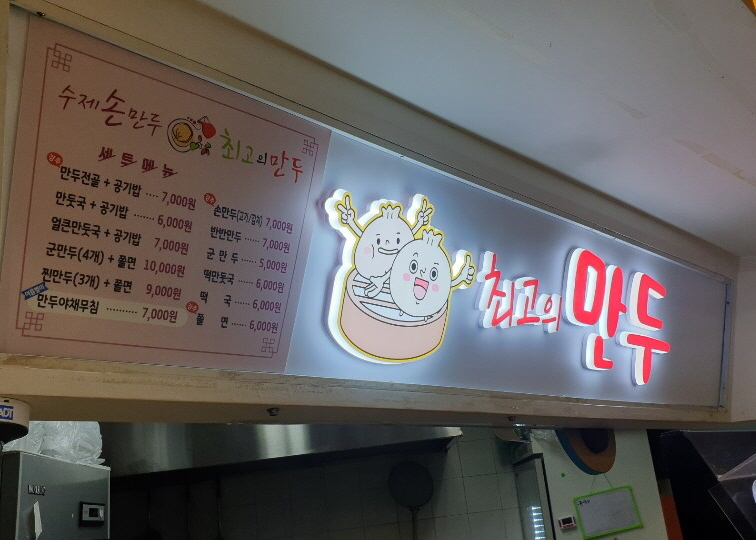 수제 손만두 최고의만두
세트메뉴
만두전골 + 공기밥 ···· 7,000원
만둣국 + 공기밥 ···· 6,000원
얼큰만둣국 + 공기밥 7,000원
군만두(4개) + 쫄면 10,000원
찐만두(3개) + 쫄면 9,000원
만두야채무침 ·········· 7,000원
손만두(고기/김치) 7,000원
반반만두 ······ 7,000원
군 만 두 ······ 5,000원
떡만둣국 ······ 6,000원
떡 국 ······ 6,000원
쫄 면 ······ 6,000원
최고의 만두
ADT